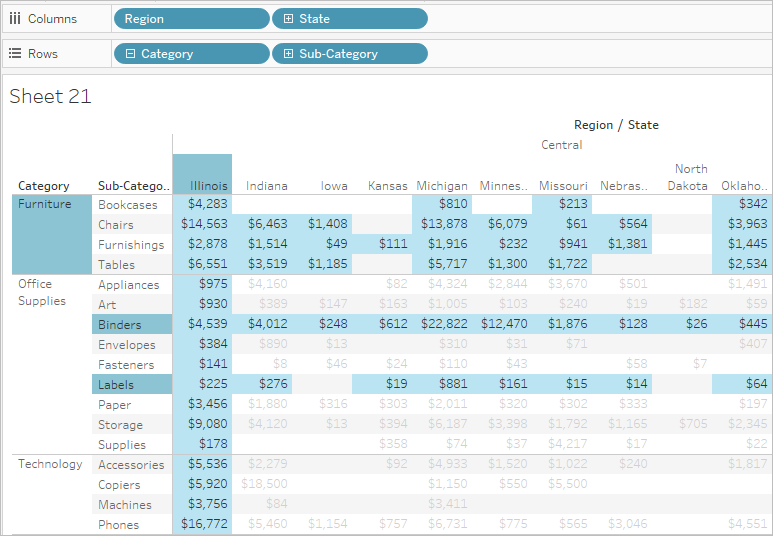 Columns Region State
Rows Category Sub-Category
Sheet 21
Region / State
Central
North
Category Sub-Catego.. Illinois Indiana Iowa Kansas Michigan Minnes.. Missouri Nebras.. Dakota Oklaho..
Furniture Bookcases $4,283 $810 $213 $342
Chairs $14,563 $6,463 $1,408 $13,878 $6,079 $61 $564 $3,963
Furnishings $2,878 $1,514 $49 $111 $1,916 $232 $941 $1,381 $1,445
Tables $6,551 $3,519 $1,185 $5,717 $1,300 $1,722 $2,534
Office Appliances $975 $4,160 $82 $4,324 $2,844 $3,670 $501 $1,491
Supplies Art $930 $389 $147 $163 $1,005 $103 $240 $19 $182 $59
Binders $4,539 $4,012 $248 $612 $22,822 $12,470 $1,876 $128 $26 $445
Envelopes $384 $890 $13 $310 $31 $71 $407
Fasteners $141 $8 $46 $24 $110 $43 $58 $7
Labels $225 $276 $19 $881 $161 $15 $14 $64
Paper $3,456 $1,880 $316 $303 $2,011 $320 $302 $333 $197
Storage $9,080 $4,120 $13 $394 $6,187 $3,398 $1,792 $1,165 $705 $2,345
Supplies $178 $358 $74 $37 $4,217 $17 $22
Technology Accessories $5,536 $2,279 $92 $4,933 $1,520 $1,022 $240 $1,817
Copiers $5,920 $18,500 $1,150 $550 $5,500
Machines $3,756 $84 $3,411
Phones $16,772 $5,460 $1,154 $757 $6,731 $775 $565 $3,046 $4,551